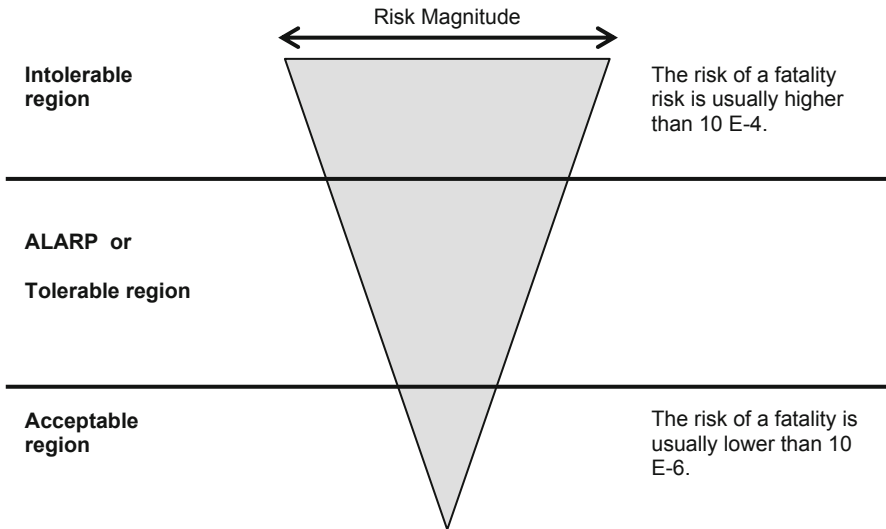 Risk Magnitude
Intolerable
region
The risk of a fatality
risk is usually higher
than 10 E-4.
ALARP or
Tolerable region
Acceptable
region
The risk of a fatality is
usually lower than 10
E-6.